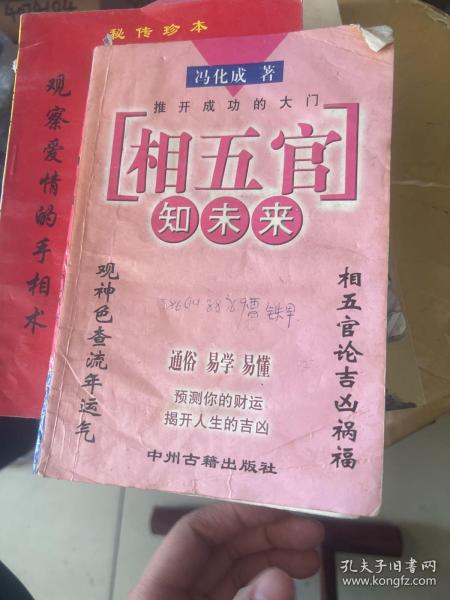 秘传珍本
观察爱情的手相术
冯化成 著
推开成功的大门
[相五官]
知未来
观神色查流年运气
相五官论吉凶祸福
通俗 易学 易懂
预测你的财运
揭开人生的吉凶
中州古籍出版社
孔夫子旧书网
www.kongfz.com